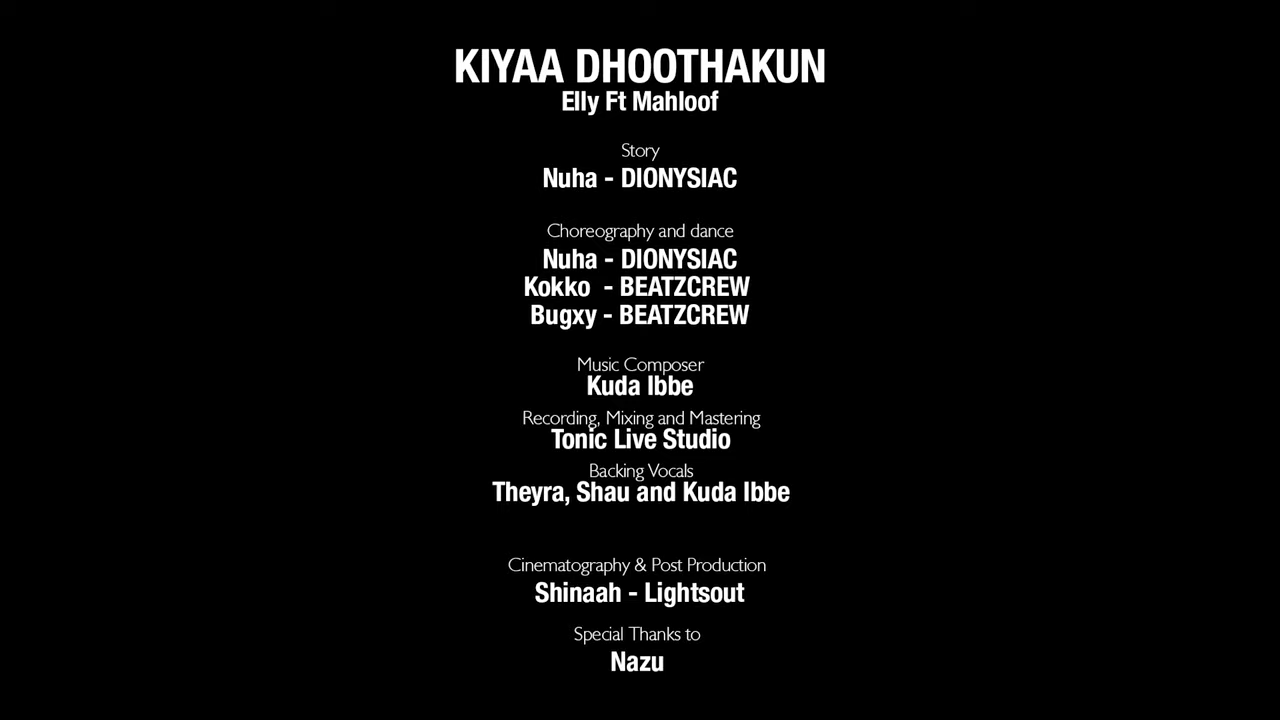 KIYAA DHOOTHAKUN
Elly Ft Mahloof
Story
Nuha - DIONYSIAC
Choreography and dance
Nuha - DIONYSIAC
Kokko - BEATZCREW
Bugxy - BEATZCREW
Music Composer
Kuda Ibbe
Recording, Mixing and Mastering
Tonic Live Studio
Backing Vocals
Theyra, Shau and Kuda Ibbe
Cinematography & Post Production
Shinaah - Lightsout
Special Thanks to
Nazu